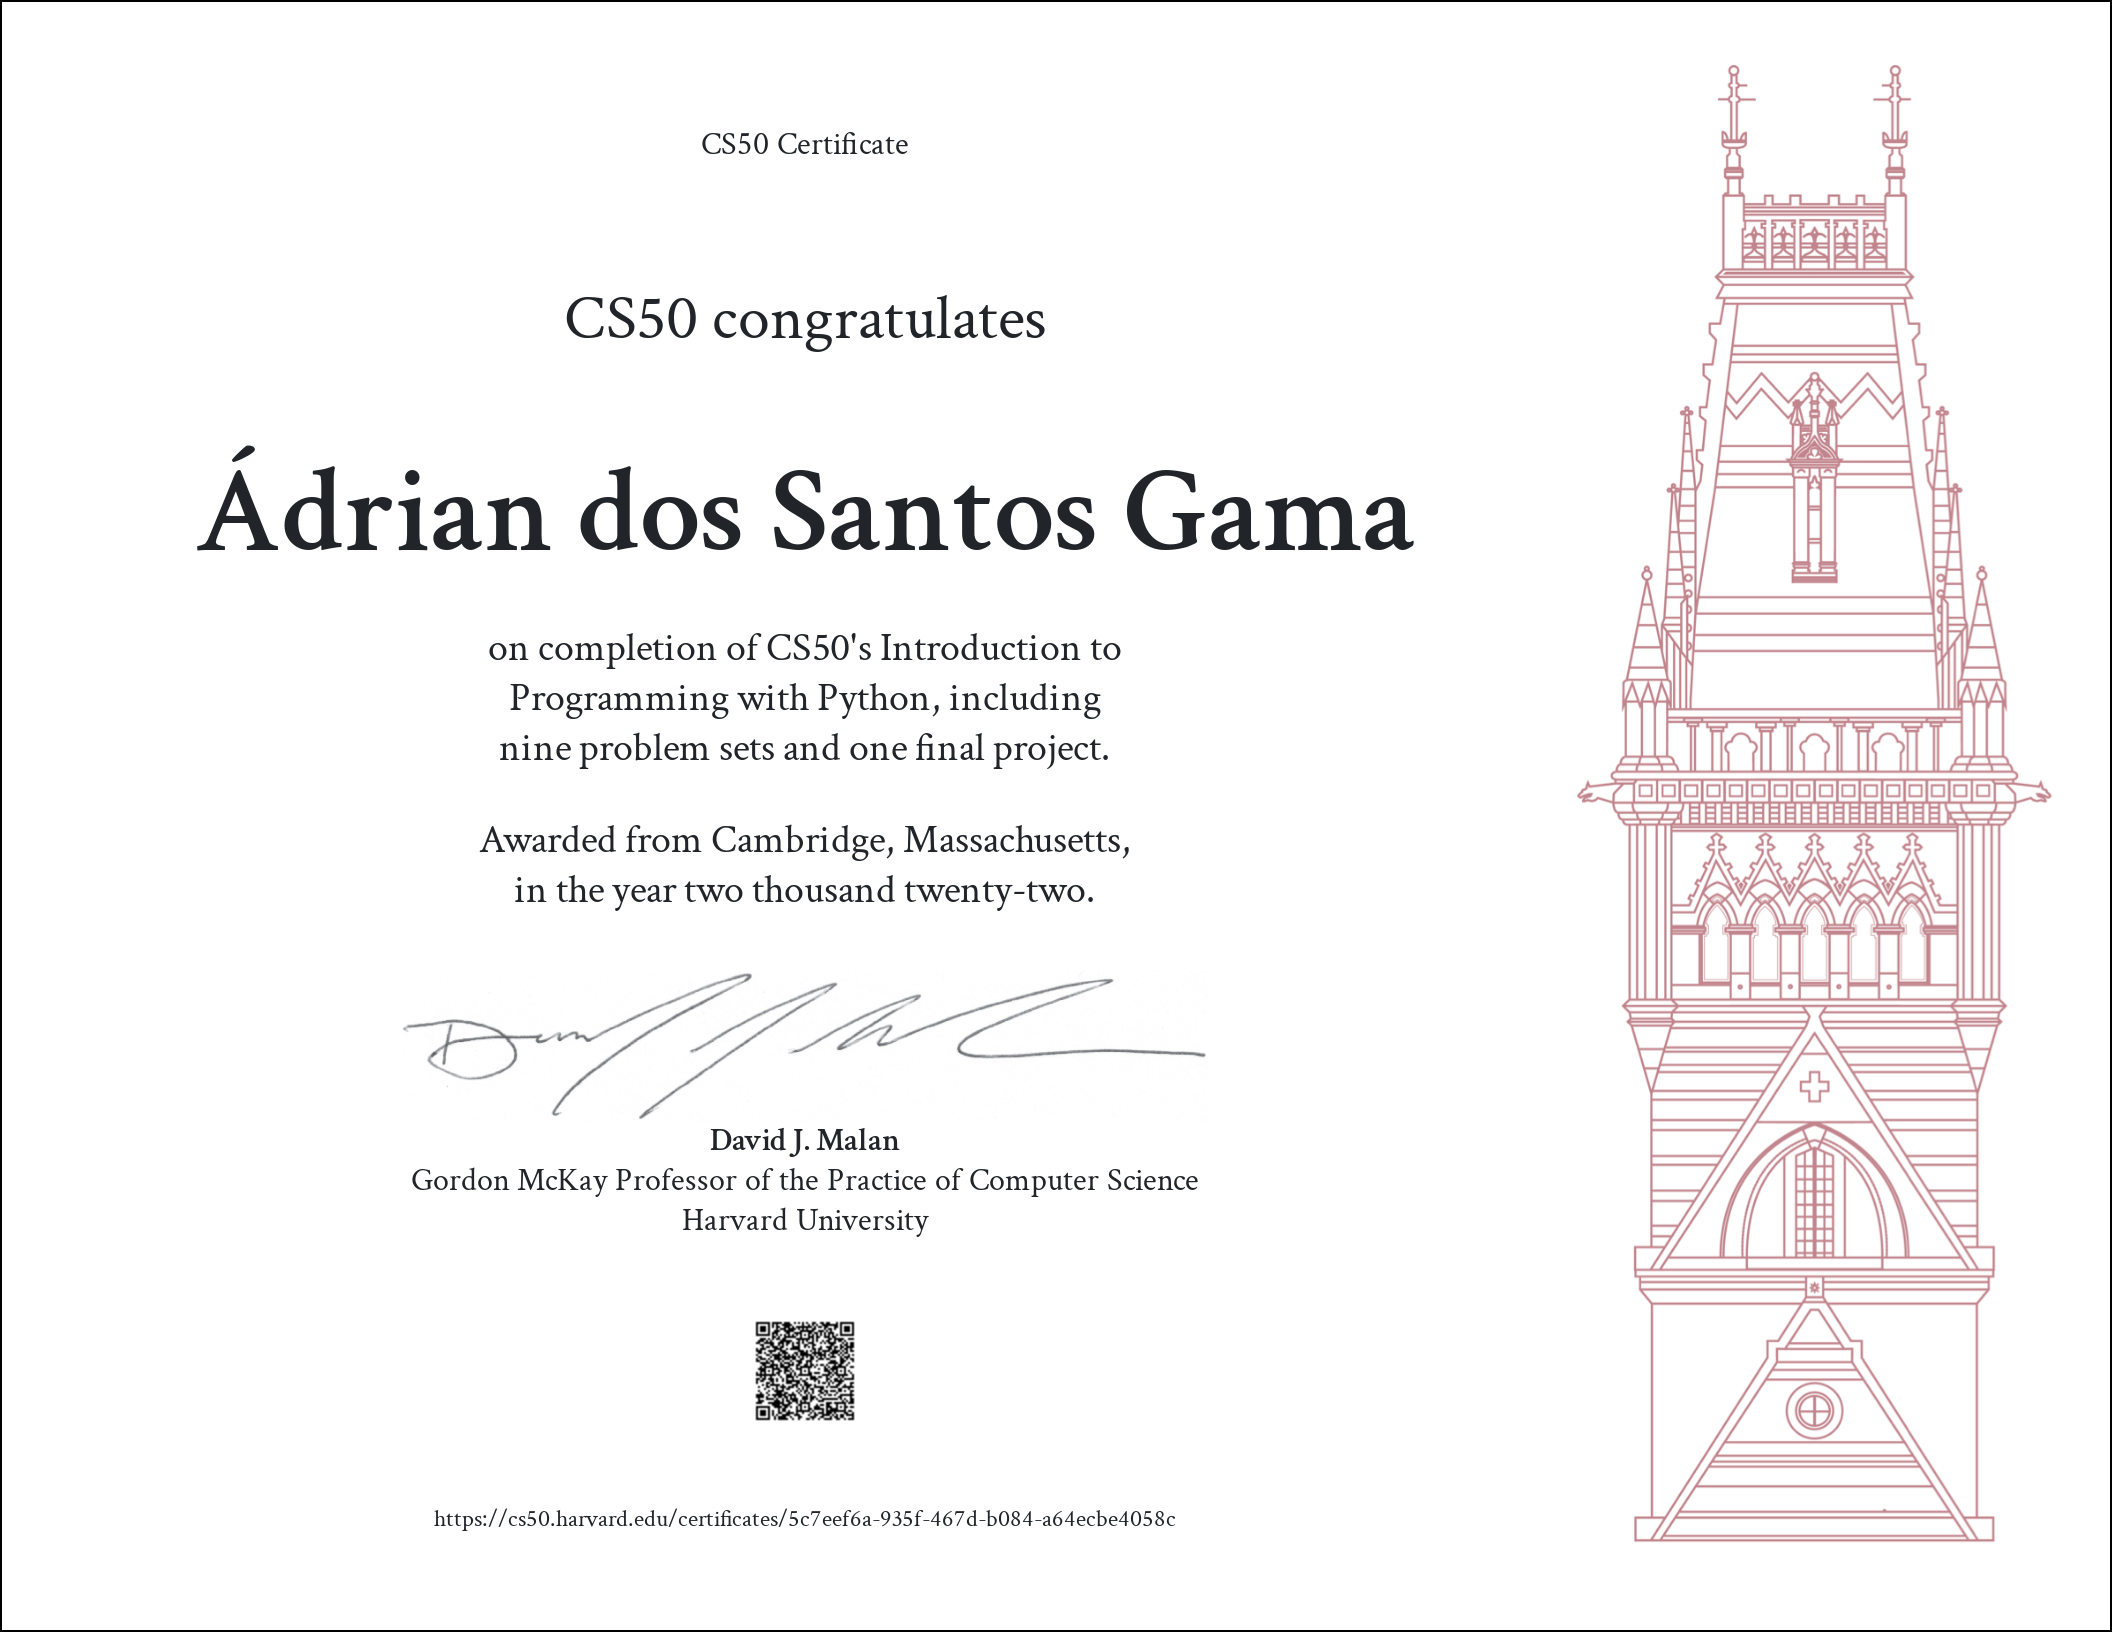 CS50 Certificate
CS50 congratulates
Ádrian dos Santos Gama
on completion of CS50's Introduction to
Programming with Python, including
nine problem sets and one final project.
Awarded from Cambridge, Massachusetts,
in the year two thousand twenty-two.
David J. Malan
Gordon McKay Professor of the Practice of Computer Science
Harvard University
https://cs50.harvard.edu/certificates/5c7eef6a-935f-467d-b084-a64ecbe4058c